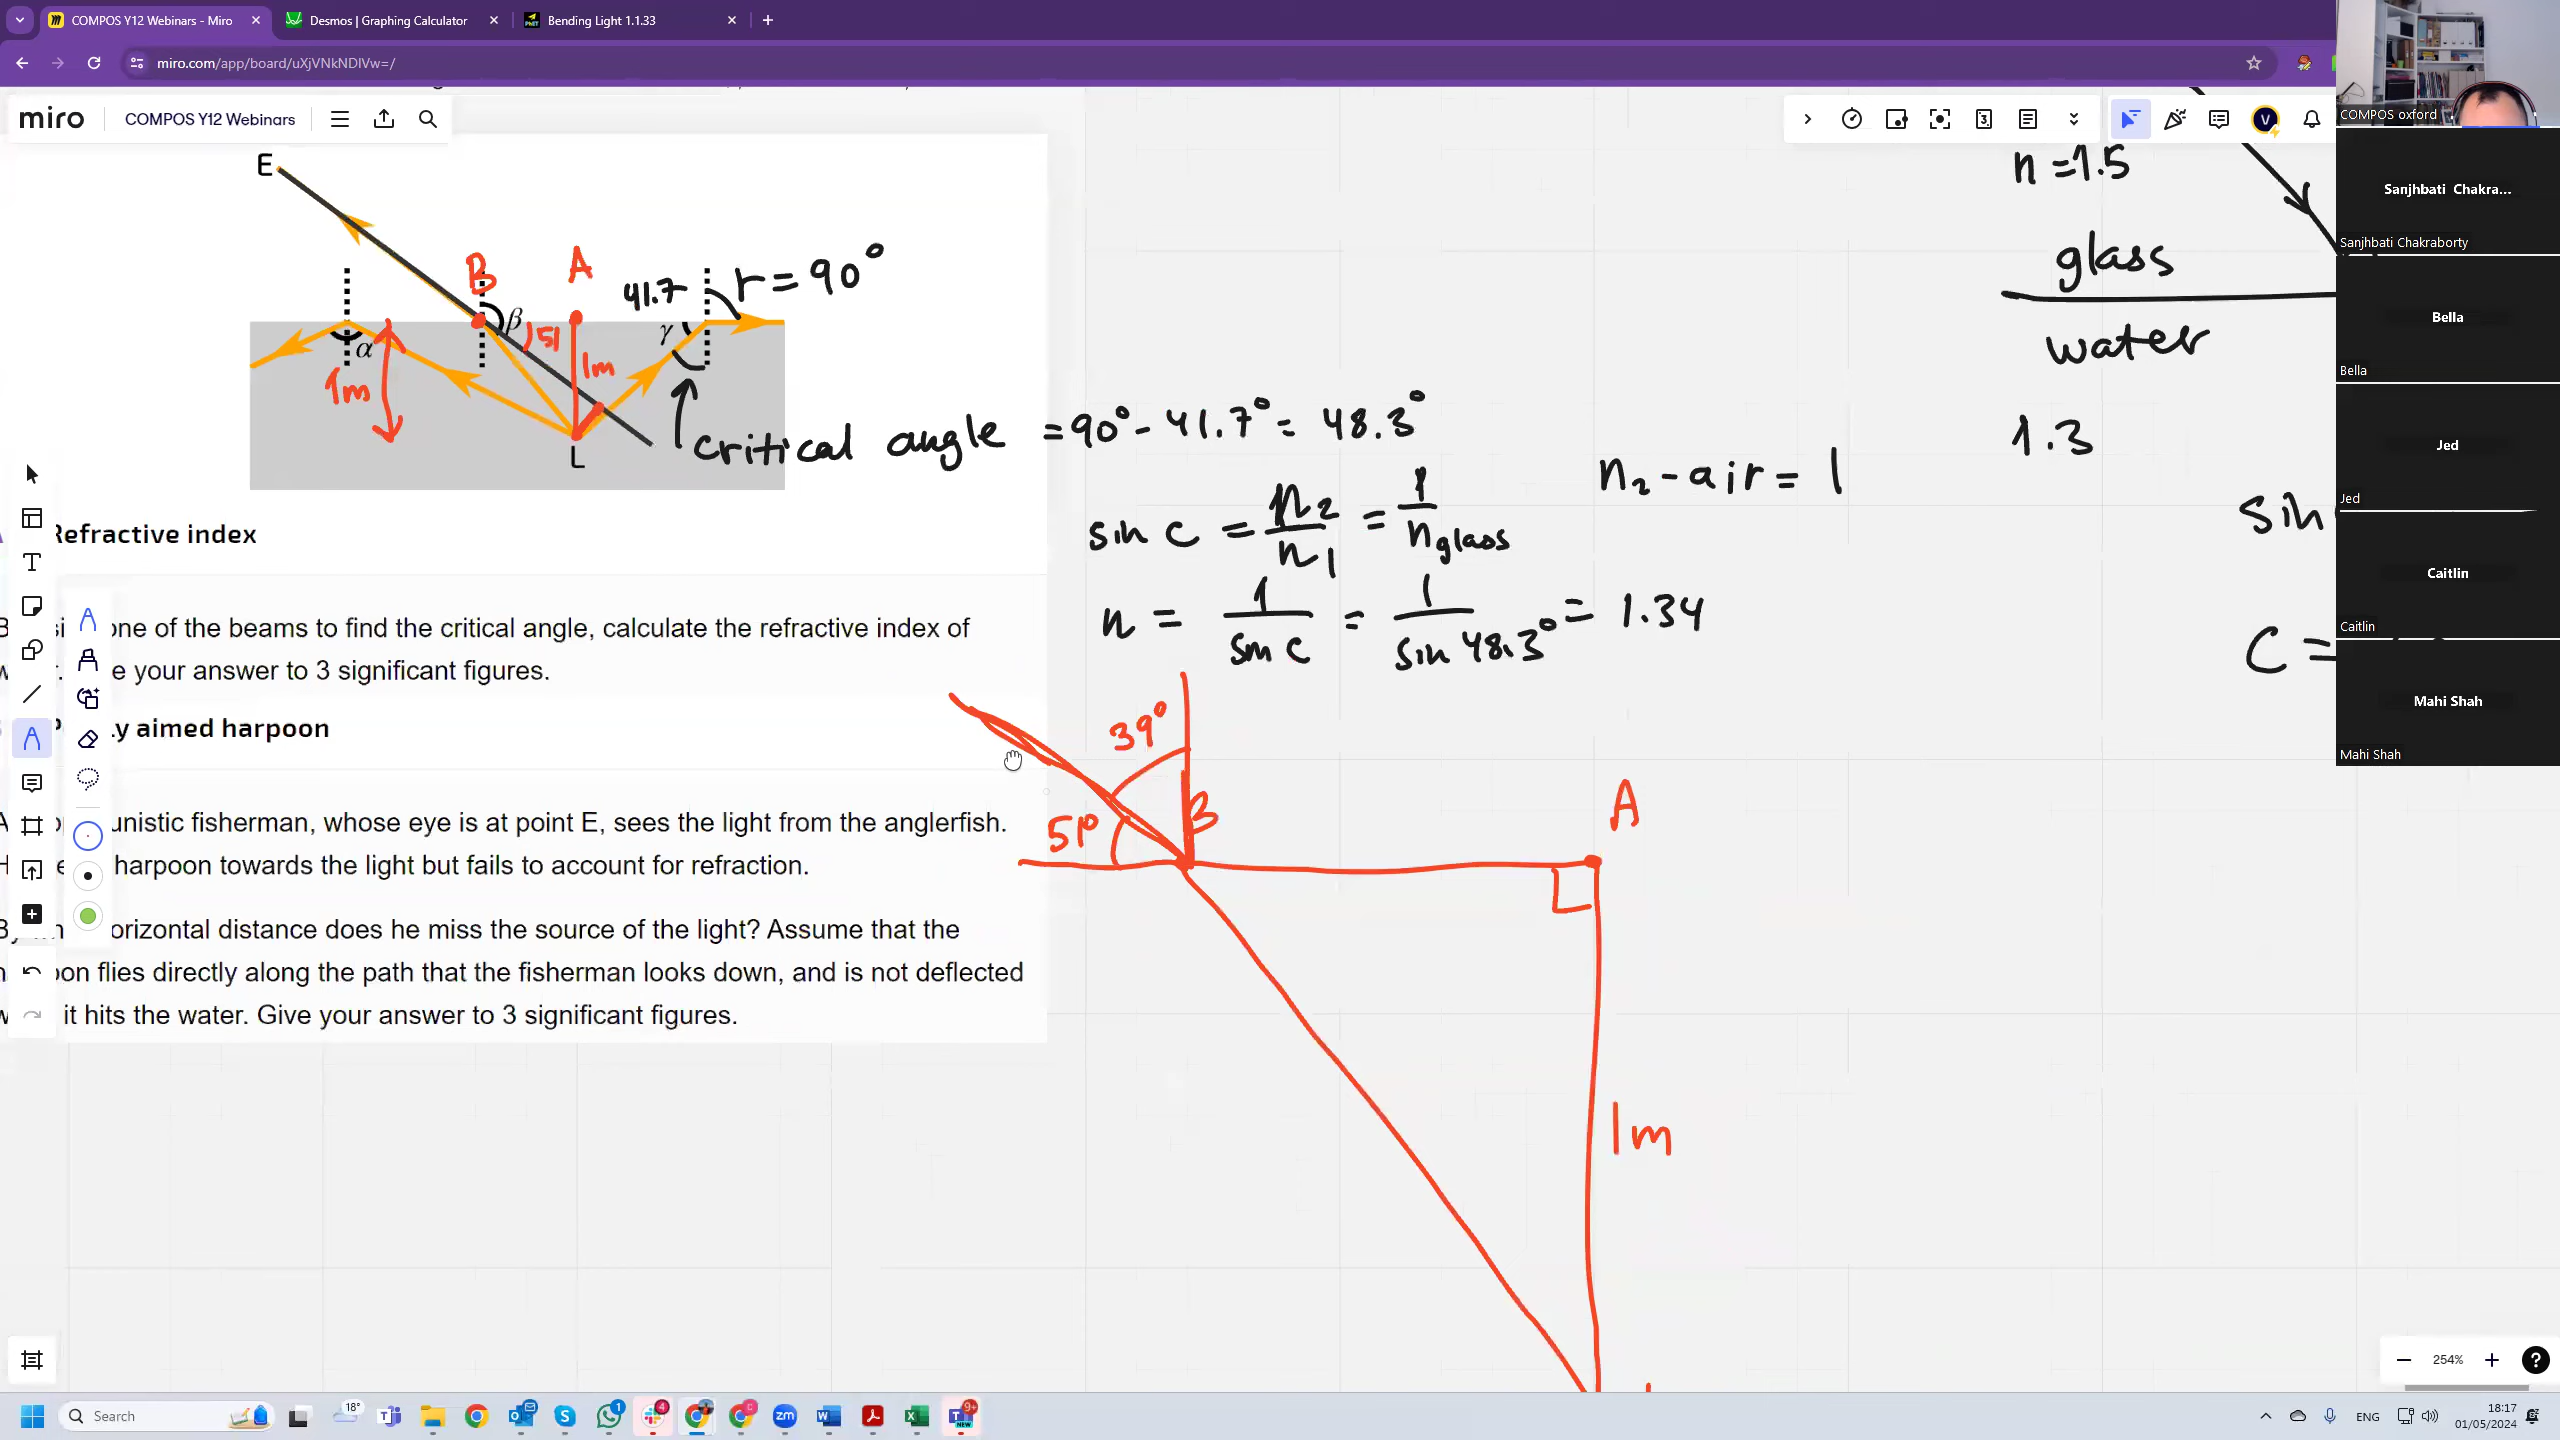 COMPOS Y12 Webinars - Miro
Desmos | Graphing Calculator
Bending Light 1.1.33
miro.com/app/board/uXjVNkNDIVw=/
miro
COMPOS Y12 Webinars
V
COMPOS oxford
Sanjhbati Chakra...
Sanjhbati Chakraborty
Bella
Bella
Jed
Jed
Caitlin
Caitlin
Mahi Shah
Mahi Shah
E
B
A
41.7
r = 90°
β
51
γ
α
1m
1m
L
critical angle = 90° - 41.7° = 48.3°
sin c = n2/n1 = 1/nglass
n2 - air = 1
n = 1/sin c = 1/sin 48.3° = 1.34
n = 1.5
glass
water
1.3
sin
c =
Refractive index
one of the beams to find the critical angle, calculate the refractive index of
your answer to 3 significant figures.
aimed harpoon
unistic fisherman, whose eye is at point E, sees the light from the anglerfish.
harpoon towards the light but fails to account for refraction.
orizontal distance does he miss the source of the light? Assume that the
oon flies directly along the path that the fisherman looks down, and is not deflected
it hits the water. Give your answer to 3 significant figures.
39°
51°
B
A
1m
254%
Search
18°
ENG
18:17
01/05/2024